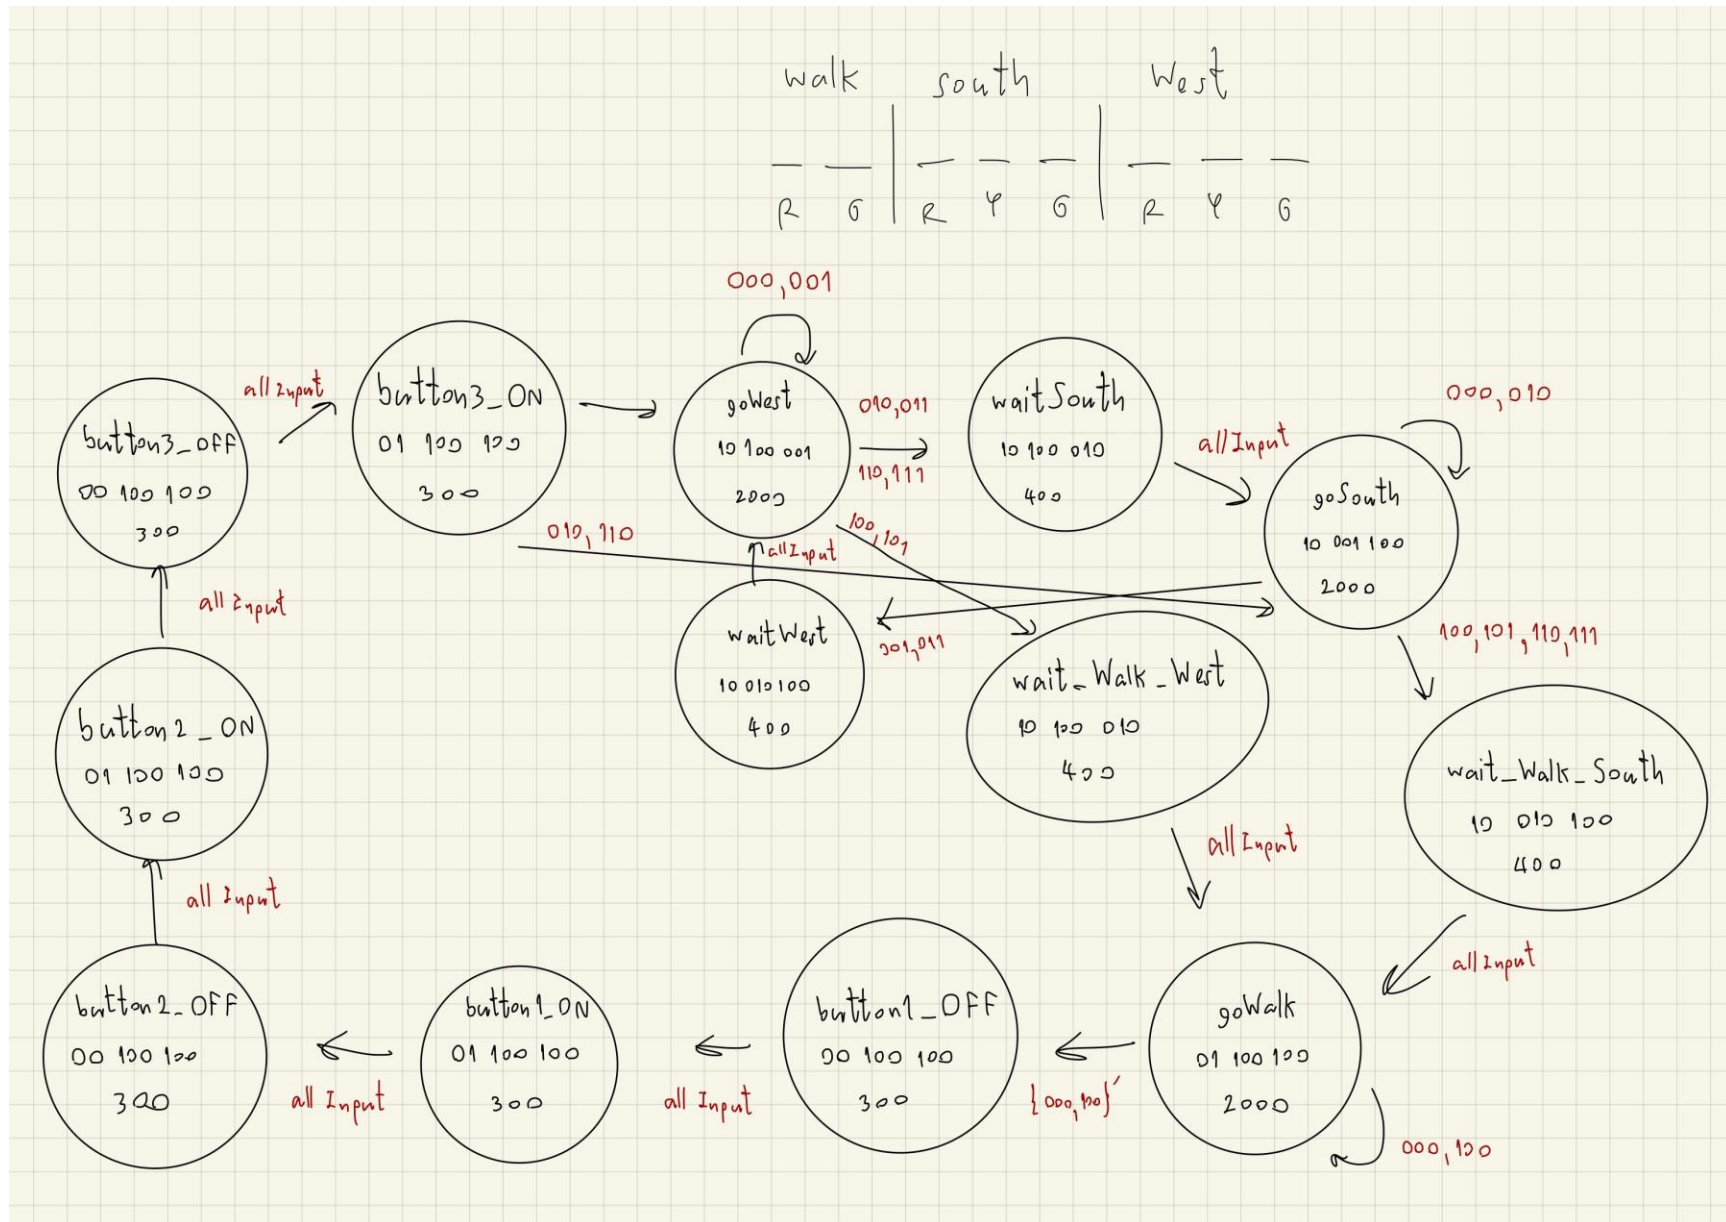 walk south West
R G R Y G R Y G
000,001
button3_OFF
00 100 100
300
all Input
button3_ON
01 100 100
300
goWest
10 100 001
2000
010,011
110,111
waitSouth
10 100 010
400
all Input
000,010
goSouth
10 001 100
2000
010,110
100,101
all Input
001,011
waitWest
10 010 100
400
wait_Walk_West
10 100 010
400
100,101,110,111
wait_Walk_South
10 010 100
400
all Input
button2_ON
01 100 100
300
all Input
all Input
all Input
button2_OFF
00 100 100
300
all Input
button1_ON
01 100 100
300
all Input
button1_OFF
00 100 100
300
{000,100}'
goWalk
01 100 100
2000
000,100